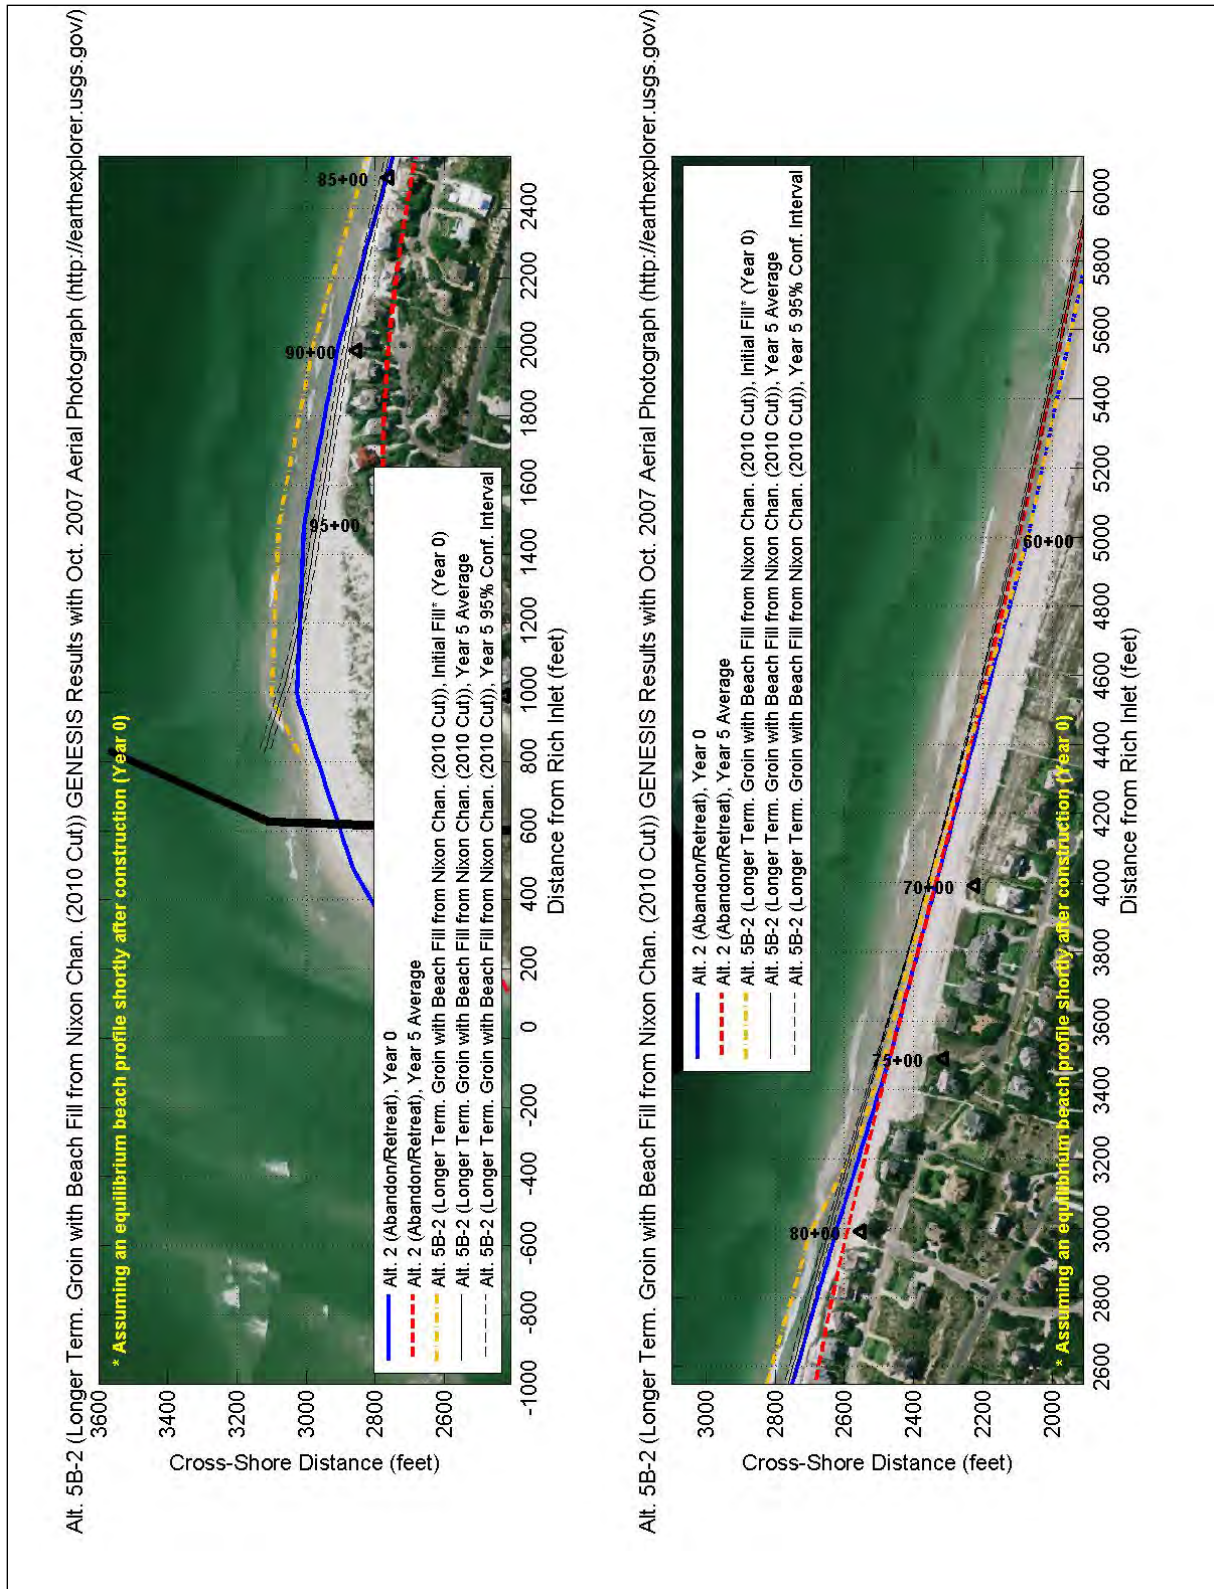 Alt. 5B-2 (Longer Term. Groin with Beach Fill from Nixon Chan. (2010 Cut)) GENESIS Results with Oct. 2007 Aerial Photograph (http://earthexplorer.usgs.gov/)
* Assuming an equilibrium beach profile shortly after construction (Year 0)
Cross-Shore Distance (feet)
3600
3400
3200
3000
2800
2600
95+00
90+00
85+00
Alt. 2 (Abandon/Retreat), Year 0
Alt. 2 (Abandon/Retreat), Year 5 Average
Alt. 5B-2 (Longer Term. Groin with Beach Fill from Nixon Chan. (2010 Cut)), Initial Fill* (Year 0)
Alt. 5B-2 (Longer Term. Groin with Beach Fill from Nixon Chan. (2010 Cut)), Year 5 Average
Alt. 5B-2 (Longer Term. Groin with Beach Fill from Nixon Chan. (2010 Cut)), Year 5 95% Conf. Interval
-1000 -800 -600 -400 -200 0 200 400 600 800 1000 1200 1400 1600 1800 2000 2200 2400
Distance from Rich Inlet (feet)
Alt. 5B-2 (Longer Term. Groin with Beach Fill from Nixon Chan. (2010 Cut)) GENESIS Results with Oct. 2007 Aerial Photograph (http://earthexplorer.usgs.gov/)
Cross-Shore Distance (feet)
3000
2800
2600
2400
2200
2000
Alt. 2 (Abandon/Retreat), Year 0
Alt. 2 (Abandon/Retreat), Year 5 Average
Alt. 5B-2 (Longer Term. Groin with Beach Fill from Nixon Chan. (2010 Cut)), Initial Fill* (Year 0)
Alt. 5B-2 (Longer Term. Groin with Beach Fill from Nixon Chan. (2010 Cut)), Year 5 Average
Alt. 5B-2 (Longer Term. Groin with Beach Fill from Nixon Chan. (2010 Cut)), Year 5 95% Conf. Interval
80+00
75+00
70+00
60+00
* Assuming an equilibrium beach profile shortly after construction (Year 0)
2600 2800 3000 3200 3400 3600 3800 4000 4200 4400 4600 4800 5000 5200 5400 5600 5800 6000
Distance from Rich Inlet (feet)